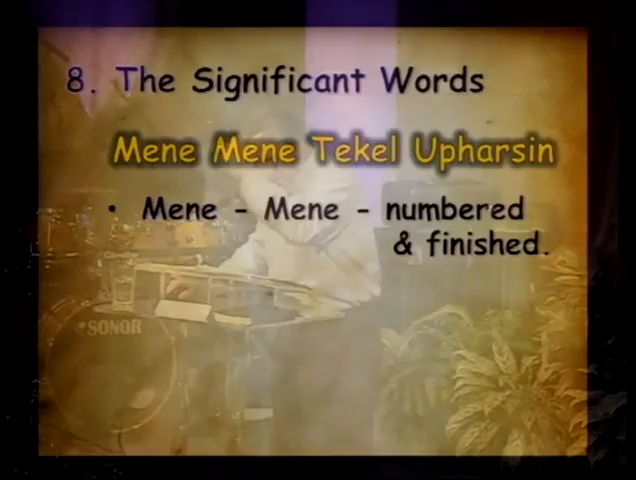 8. The Significant Words
Mene Mene Tekel Upharsin
• Mene - Mene - numbered
& finished.
SONOR